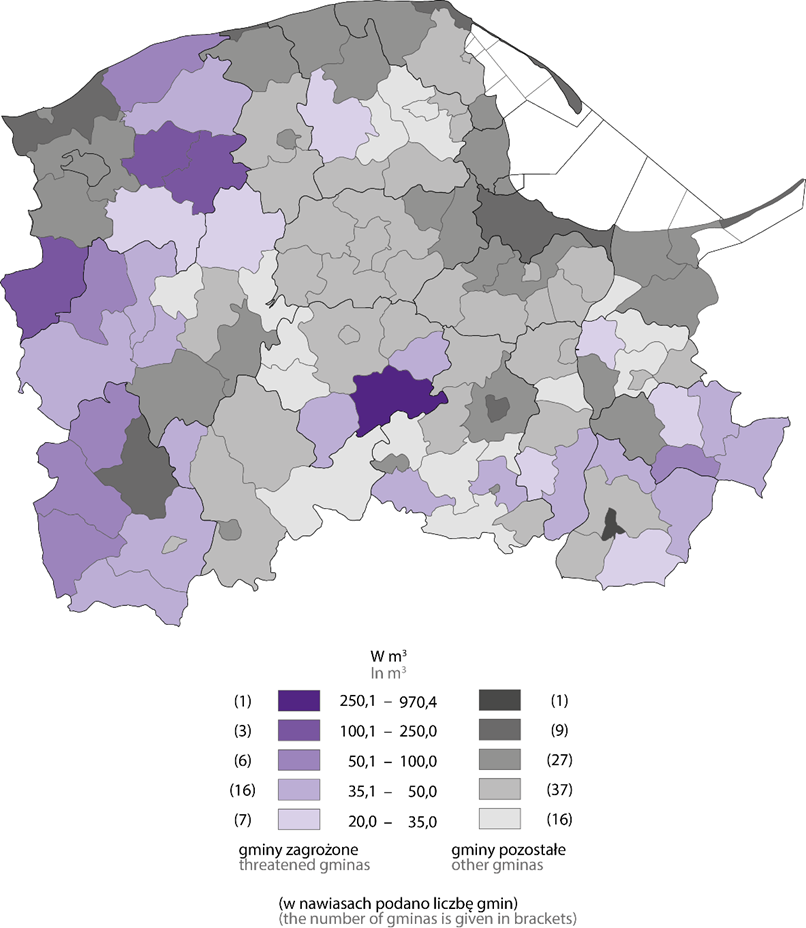 W m³
In m³
(1) 250,1 – 970,4 (1)
(3) 100,1 – 250,0 (9)
(6) 50,1 – 100,0 (27)
(16) 35,1 – 50,0 (37)
(7) 20,0 – 35,0 (16)
gminy zagrożone gminy pozostałe
threatened gminas other gminas
(w nawiasach podano liczbę gmin)
(the number of gminas is given in brackets)